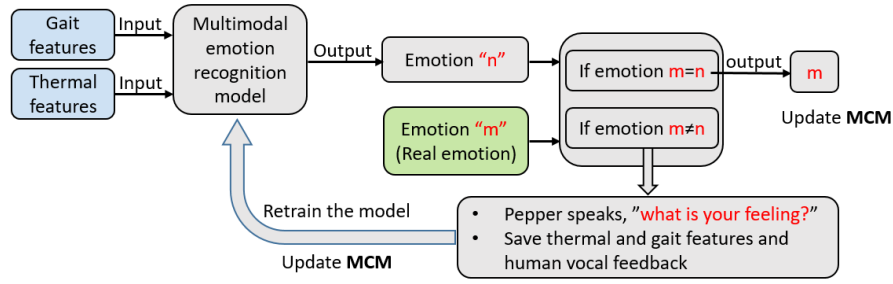 Gait
features
Input
Thermal
features
Input
Multimodal
emotion
recognition
model
Output
Emotion “n”
Emotion “m”
(Real emotion)
If emotion m=n
If emotion m≠n
output
m
Update MCM
• Pepper speaks, ”what is your feeling?”
• Save thermal and gait features and
human vocal feedback
Retrain the model
Update MCM